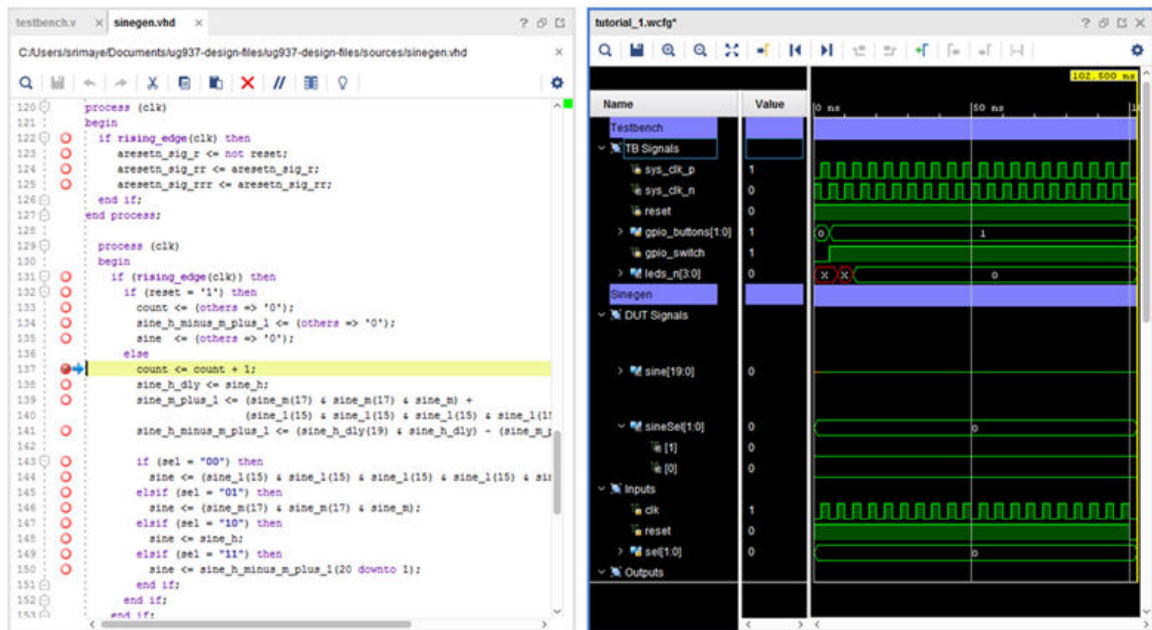 testbench.v × sinegen.vhd ×
C:/Users/srimaye/Documents/ug937-design-files/ug937-design-files/sources/sinegen.vhd ×
120 process (clk)
121 begin
122 if rising_edge(clk) then
123 aresetn_sig_r <= not reset;
124 aresetn_sig_rr <= aresetn_sig_r;
125 aresetn_sig_rrr <= aresetn_sig_rr;
126 end if;
127 end process;
128
129 process (clk)
130 begin
131 if (rising_edge(clk)) then
132 if (reset = '1') then
133 count <= (others => '0');
134 sine_h_minus_m_plus_l <= (others => '0');
135 sine <= (others => '0');
136 else
137 count <= count + 1;
138 sine_h_dly <= sine_h;
139 sine_m_plus_l <= (sine_m(17) & sine_m(17) & sine_m) +
140 (sine_l(15) & sine_l(15) & sine_l(15) & sine_l(15
141 sine_h_minus_m_plus_l <= (sine_h_dly(19) & sine_h_dly) - (sine_m_p
142
143 if (sel = "00") then
144 sine <= (sine_l(15) & sine_l(15) & sine_l(15) & sine_l(15) & si
145 elsif (sel = "01") then
146 sine <= (sine_m(17) & sine_m(17) & sine_m);
147 elsif (sel = "10") then
148 sine <= sine_h;
149 elsif (sel = "11") then
150 sine <= sine_h_minus_m_plus_l(20 downto 1);
151 end if;
152 end if;
153 end if;
tutorial_1.wcfg*
102.500 ns
Name Value 0 ns 50 ns
Testbench
TB Signals
sys_clk_p 1
sys_clk_n 0
reset 0
gpio_buttons[1:0] 1 0 1
gpio_switch 1
leds_n[3:0] 0 X X 0
Sinegen
DUT Signals
sine[19:0] 0
sineSel[1:0] 0 0
[1] 0
[0] 0
Inputs
clk 1
reset 0
sel[1:0] 0 0
Outputs